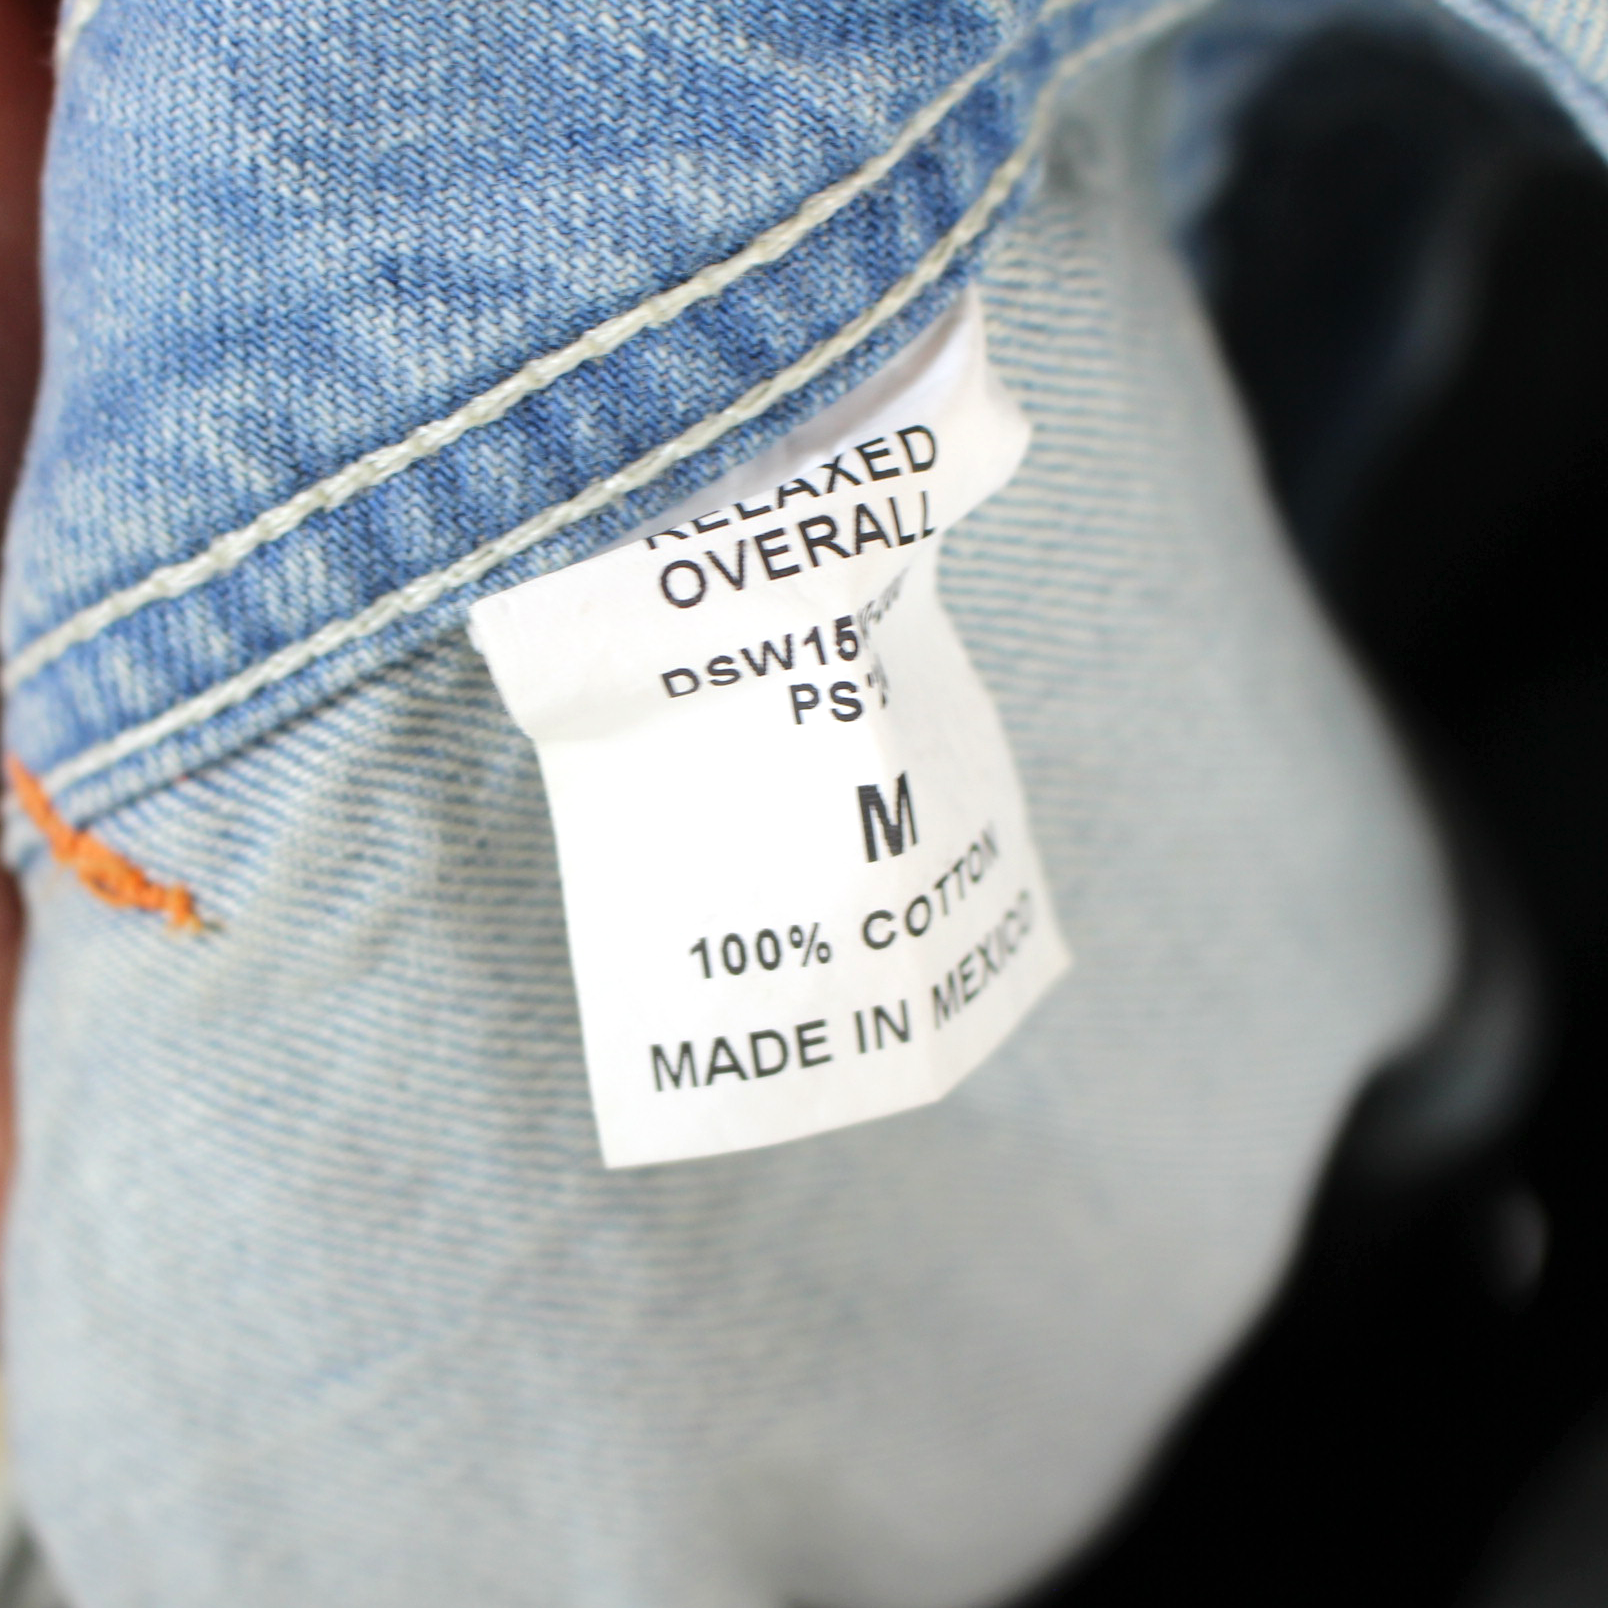 RELAXED
OVERALL
M
100% COTTON
MADE IN MEXICO